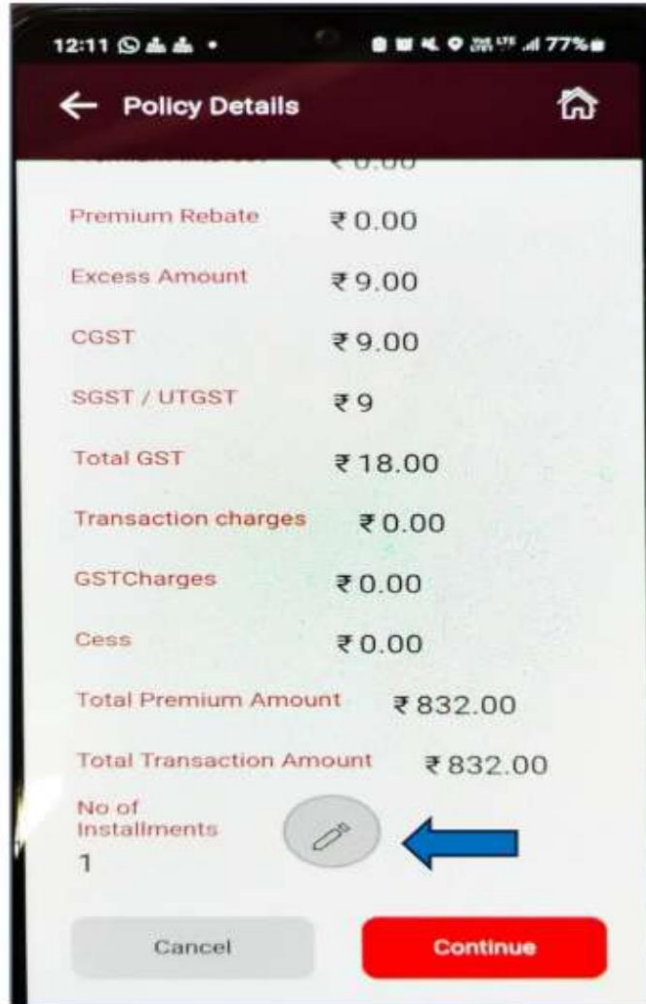 12:11
77%
Policy Details
₹ 0.00
Premium Rebate ₹ 0.00
Excess Amount ₹ 9.00
CGST ₹ 9.00
SGST / UTGST ₹ 9
Total GST ₹ 18.00
Transaction charges ₹ 0.00
GSTCharges ₹ 0.00
Cess ₹ 0.00
Total Premium Amount ₹ 832.00
Total Transaction Amount ₹ 832.00
No of
Installments
1
Cancel Continue